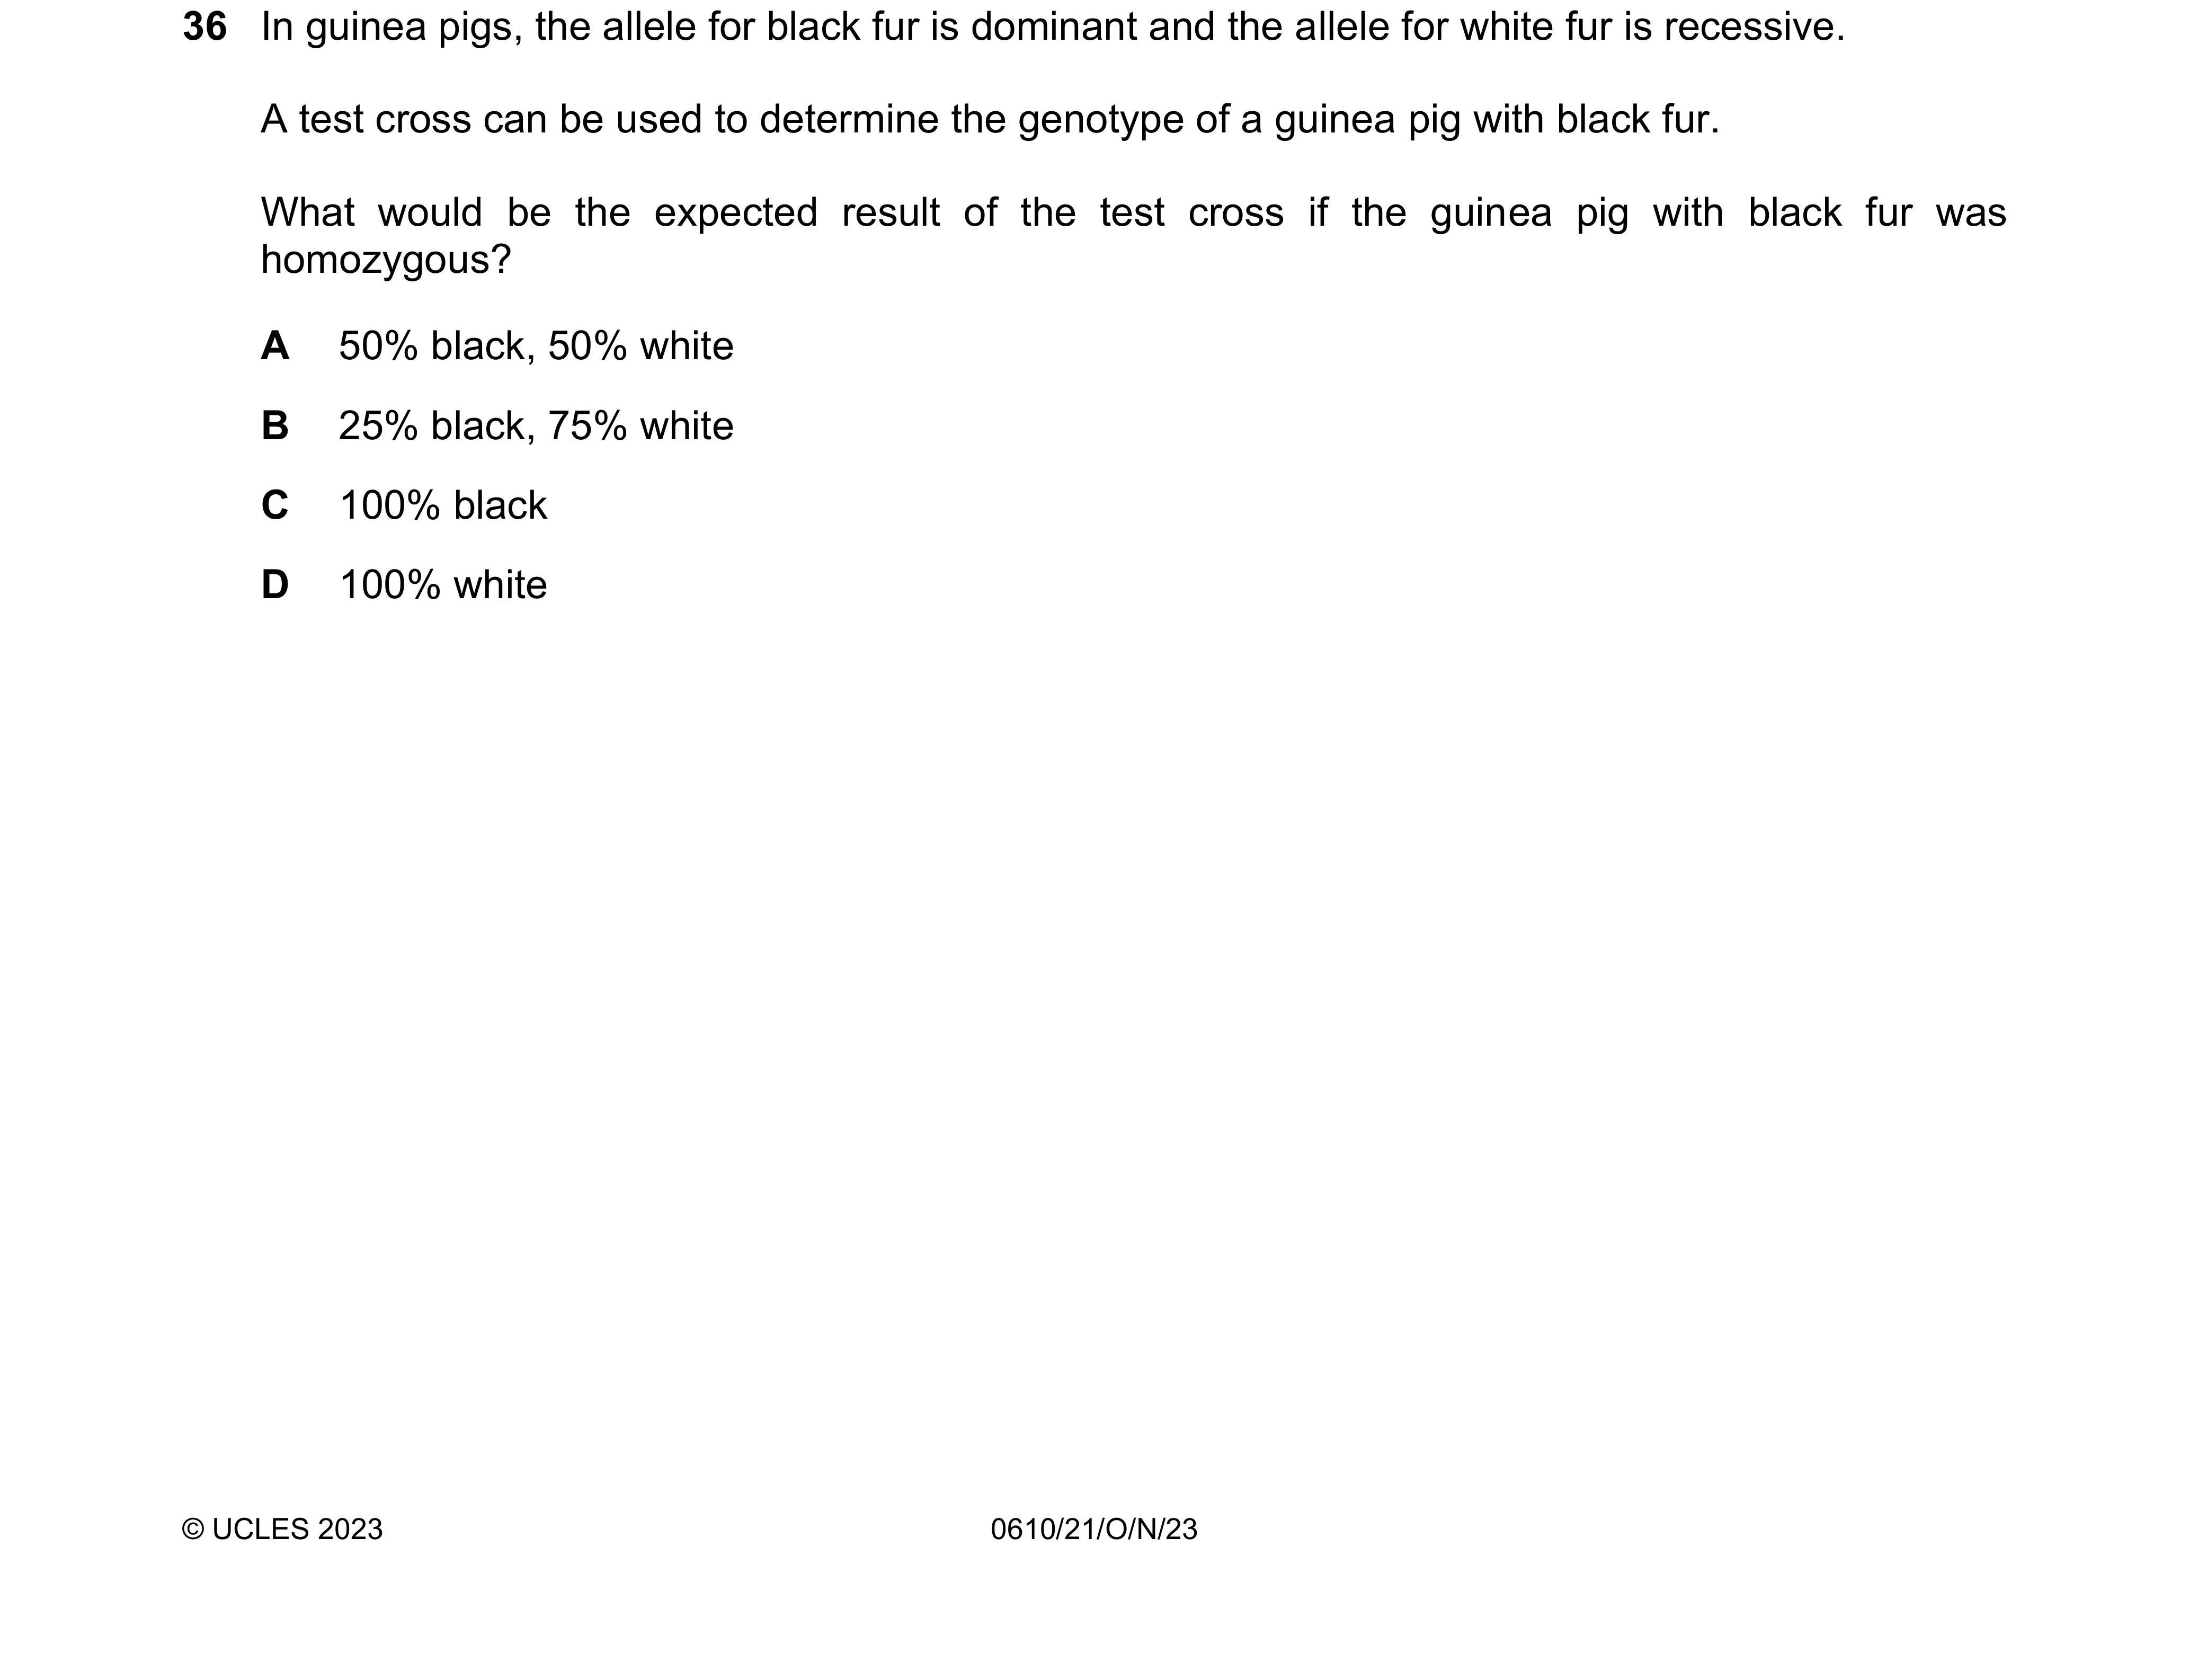 36 In guinea pigs, the allele for black fur is dominant and the allele for white fur is recessive.
A test cross can be used to determine the genotype of a guinea pig with black fur.
What would be the expected result of the test cross if the guinea pig with black fur was
homozygous?
A 50% black, 50% white
B 25% black, 75% white
C 100% black
D 100% white
© UCLES 2023 0610/21/O/N/23